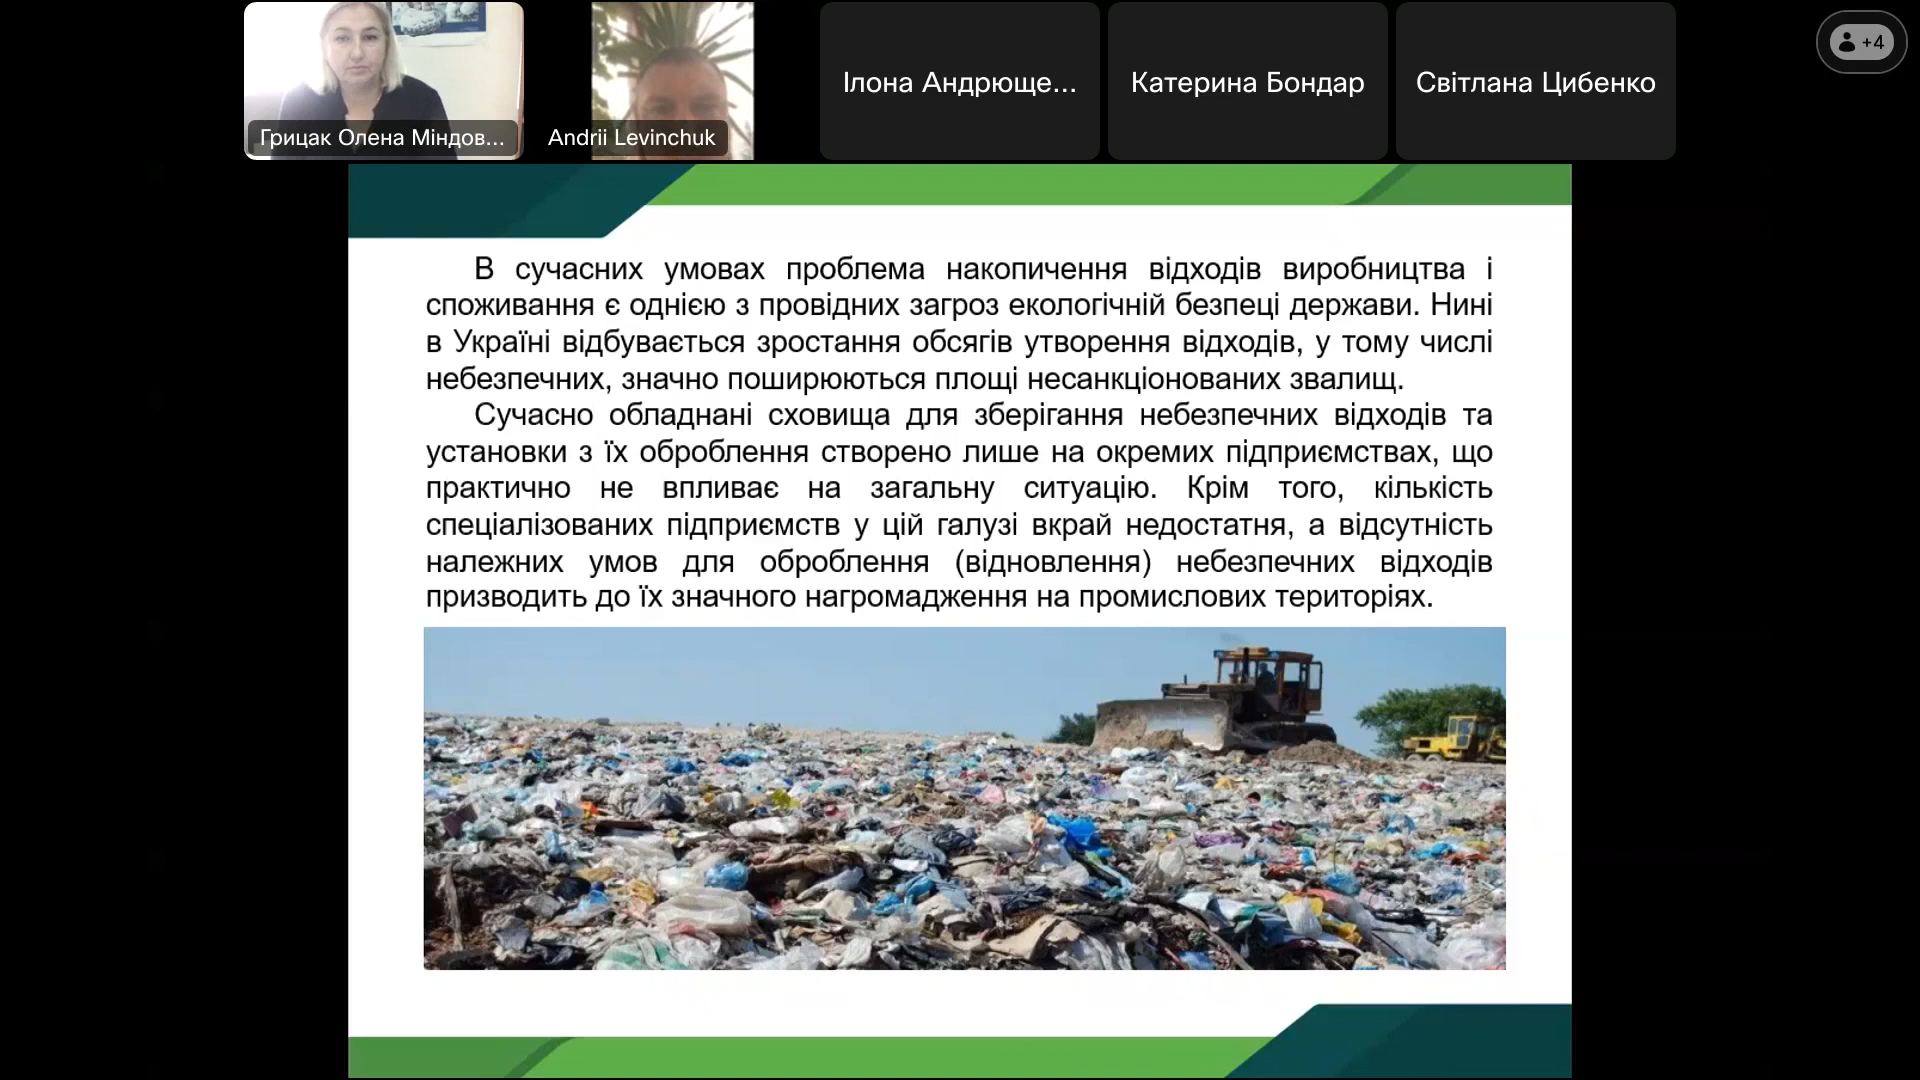 Грицак Олена Міндов...
Andrii Levinchuk
Ілона Андрюще...
Катерина Бондар
Світлана Цибенко
+4
В сучасних умовах проблема накопичення відходів виробництва і
споживання є однією з провідних загроз екологічній безпеці держави. Нині
в Україні відбувається зростання обсягів утворення відходів, у тому числі
небезпечних, значно поширюються площі несанкціонованих звалищ.
Сучасно обладнані сховища для зберігання небезпечних відходів та
установки з їх оброблення створено лише на окремих підприємствах, що
практично не впливає на загальну ситуацію. Крім того, кількість
спеціалізованих підприємств у цій галузі вкрай недостатня, а відсутність
належних умов для оброблення (відновлення) небезпечних відходів
призводить до їх значного нагромадження на промислових територіях.